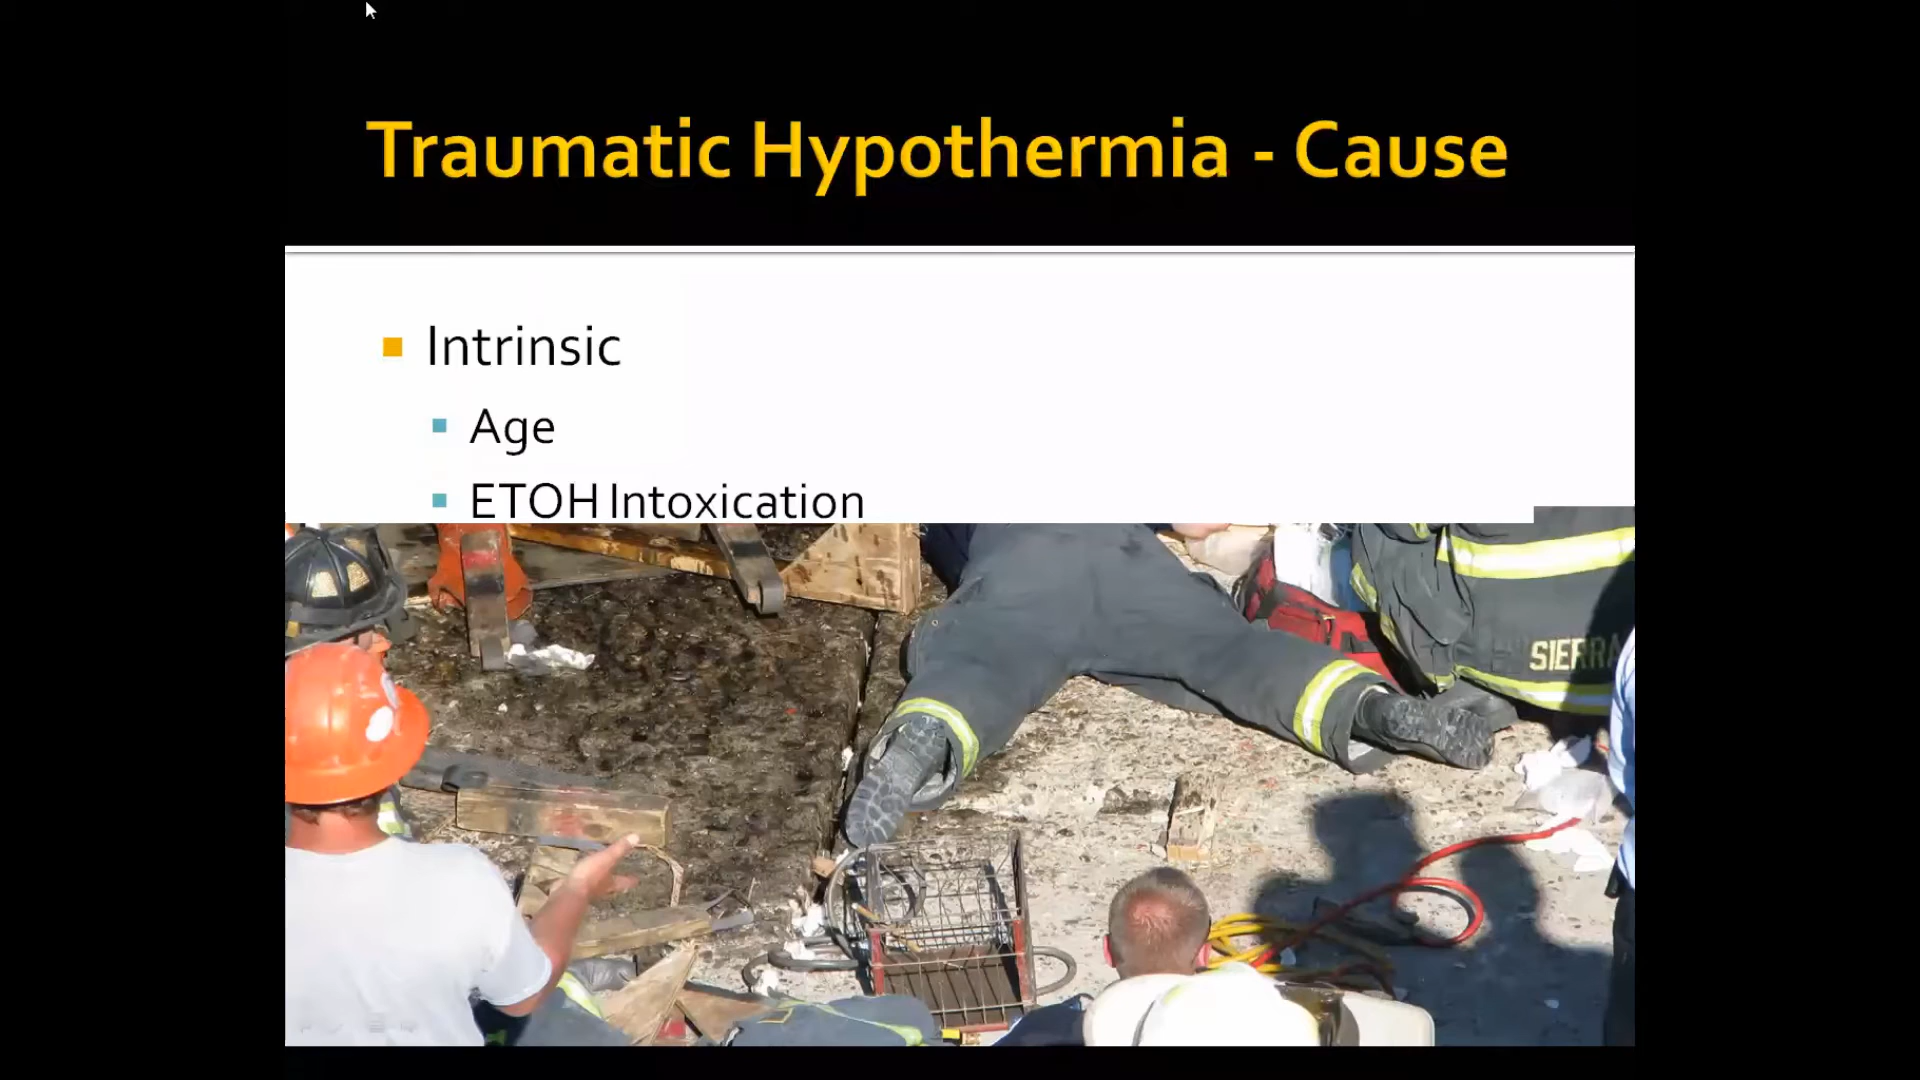 Traumatic Hypothermia - Cause
Intrinsic
Age
ETOH Intoxication
SIERRA